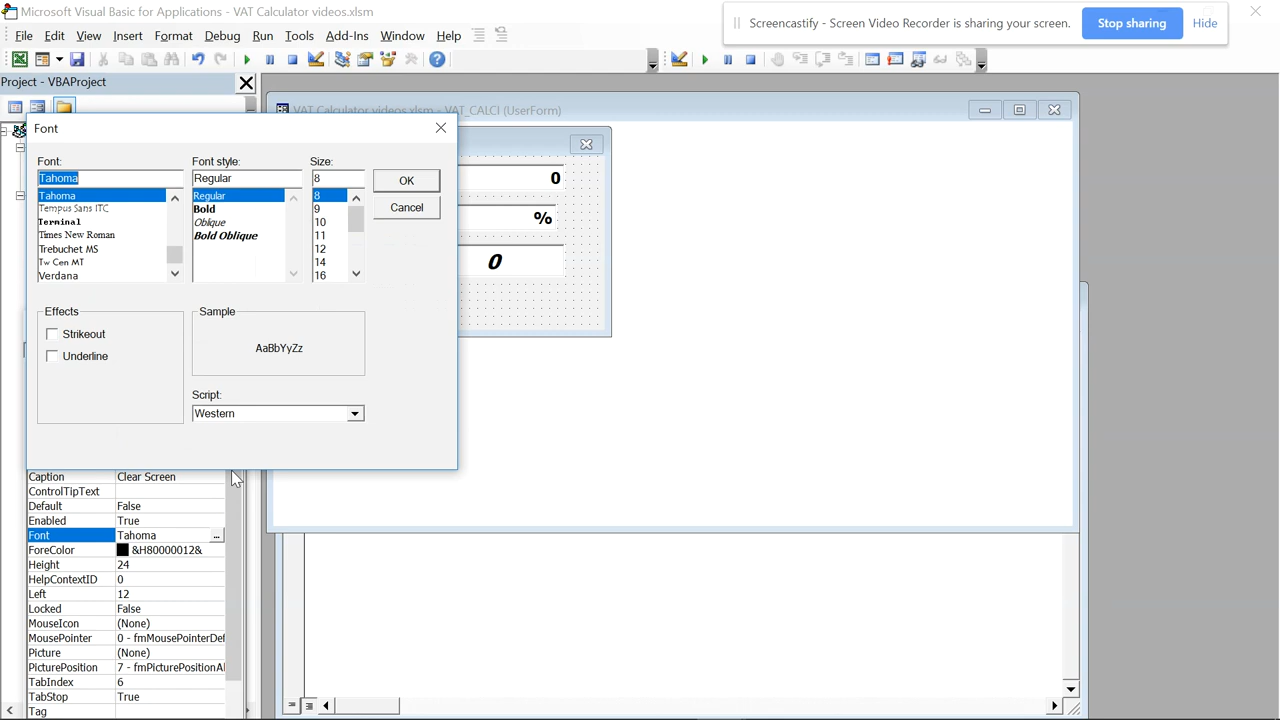 Microsoft Visual Basic for Applications - VAT Calculator videos.xlsm
Screencastify - Screen Video Recorder is sharing your screen.
Stop sharing
Hide
File Edit View Insert Format Debug Run Tools Add-Ins Window Help
Project - VBAProject
VAT Calculator videos.xlsm - VAT_CALCI (UserForm)
Font
Font:
Font style:
Size:
Tahoma
Regular
8
OK
Cancel
Tahoma
Tempus Sans ITC
Terminal
Times New Roman
Trebuchet MS
Tw Cen MT
Verdana
Regular
Bold
Oblique
Bold Oblique
8
9
10
11
12
14
16
0
%
0
Effects
Strikeout
Underline
Sample
AaBbYyZz
Script:
Western
Caption Clear Screen
ControlTipText
Default False
Enabled True
Font Tahoma ...
ForeColor &H80000012&
Height 24
HelpContextID 0
Left 12
Locked False
MouseIcon (None)
MousePointer 0 - fmMousePointerDef
Picture (None)
PicturePosition 7 - fmPicturePositionA
TabIndex 6
TabStop True
Tag